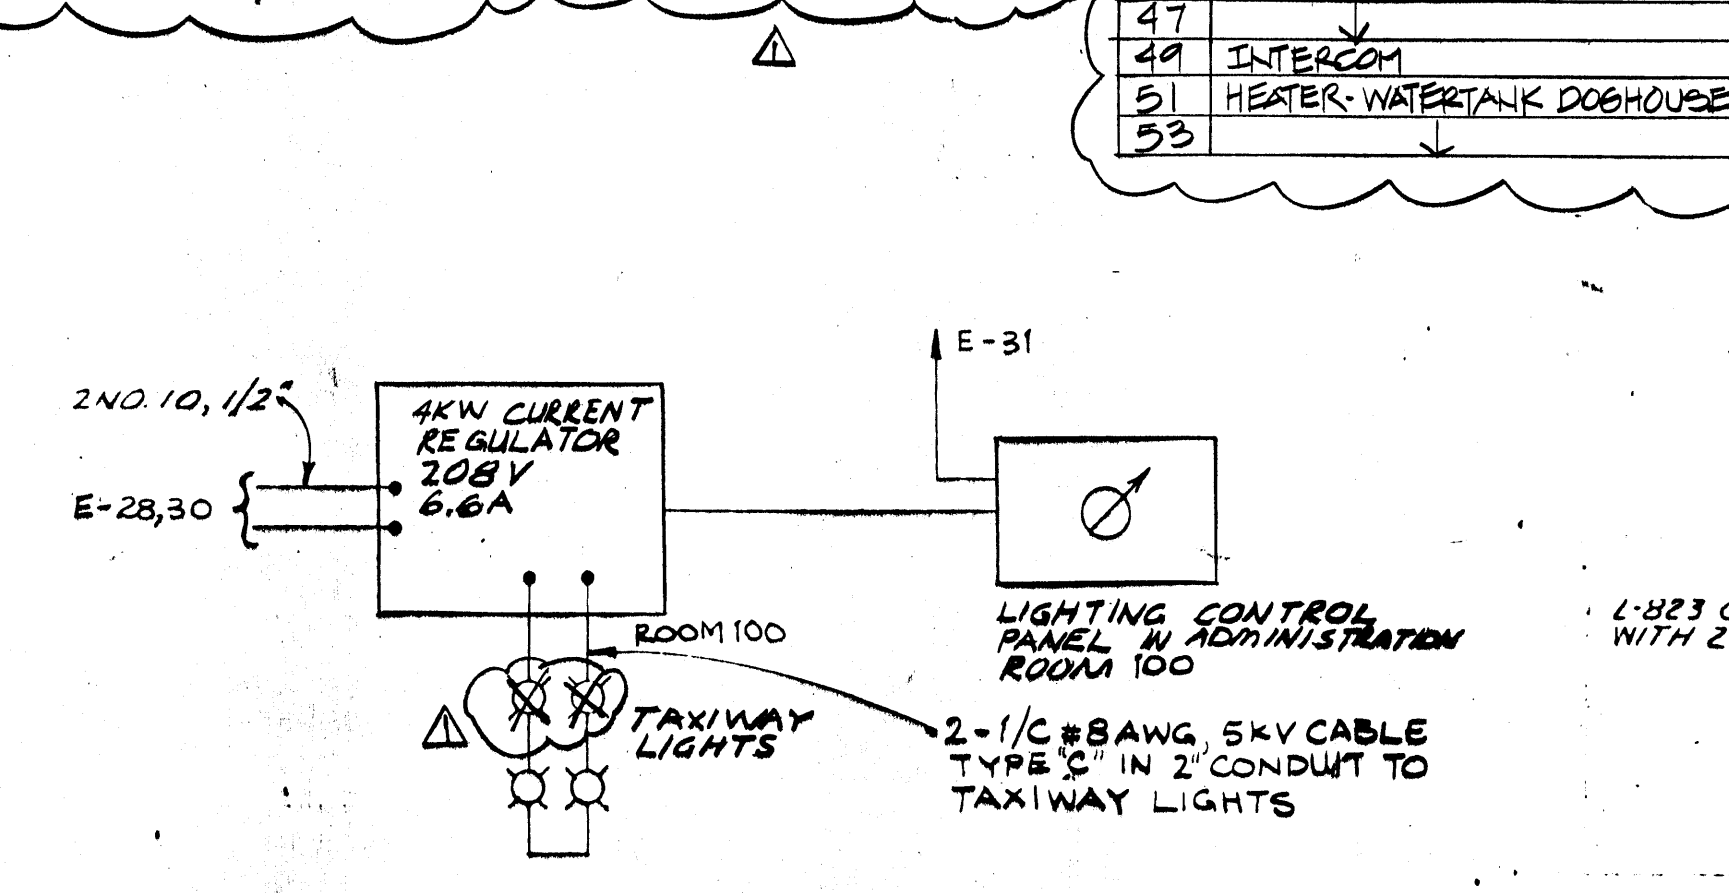 47
49 INTERCOM
51 HEATER-WATERTANK DOGHOUSE
53
1
E-31
2 NO. 10, 1/2"
4KW CURRENT
REGULATOR
208V
6.6A
E-28,30
ROOM 100
LIGHTING CONTROL
PANEL IN ADMINISTRATION
ROOM 100
L-823
WITH 2
1
TAXIWAY
LIGHTS
2-1/C #8 AWG, 5KV CABLE
TYPE "C" IN 2" CONDUIT TO
TAXIWAY LIGHTS